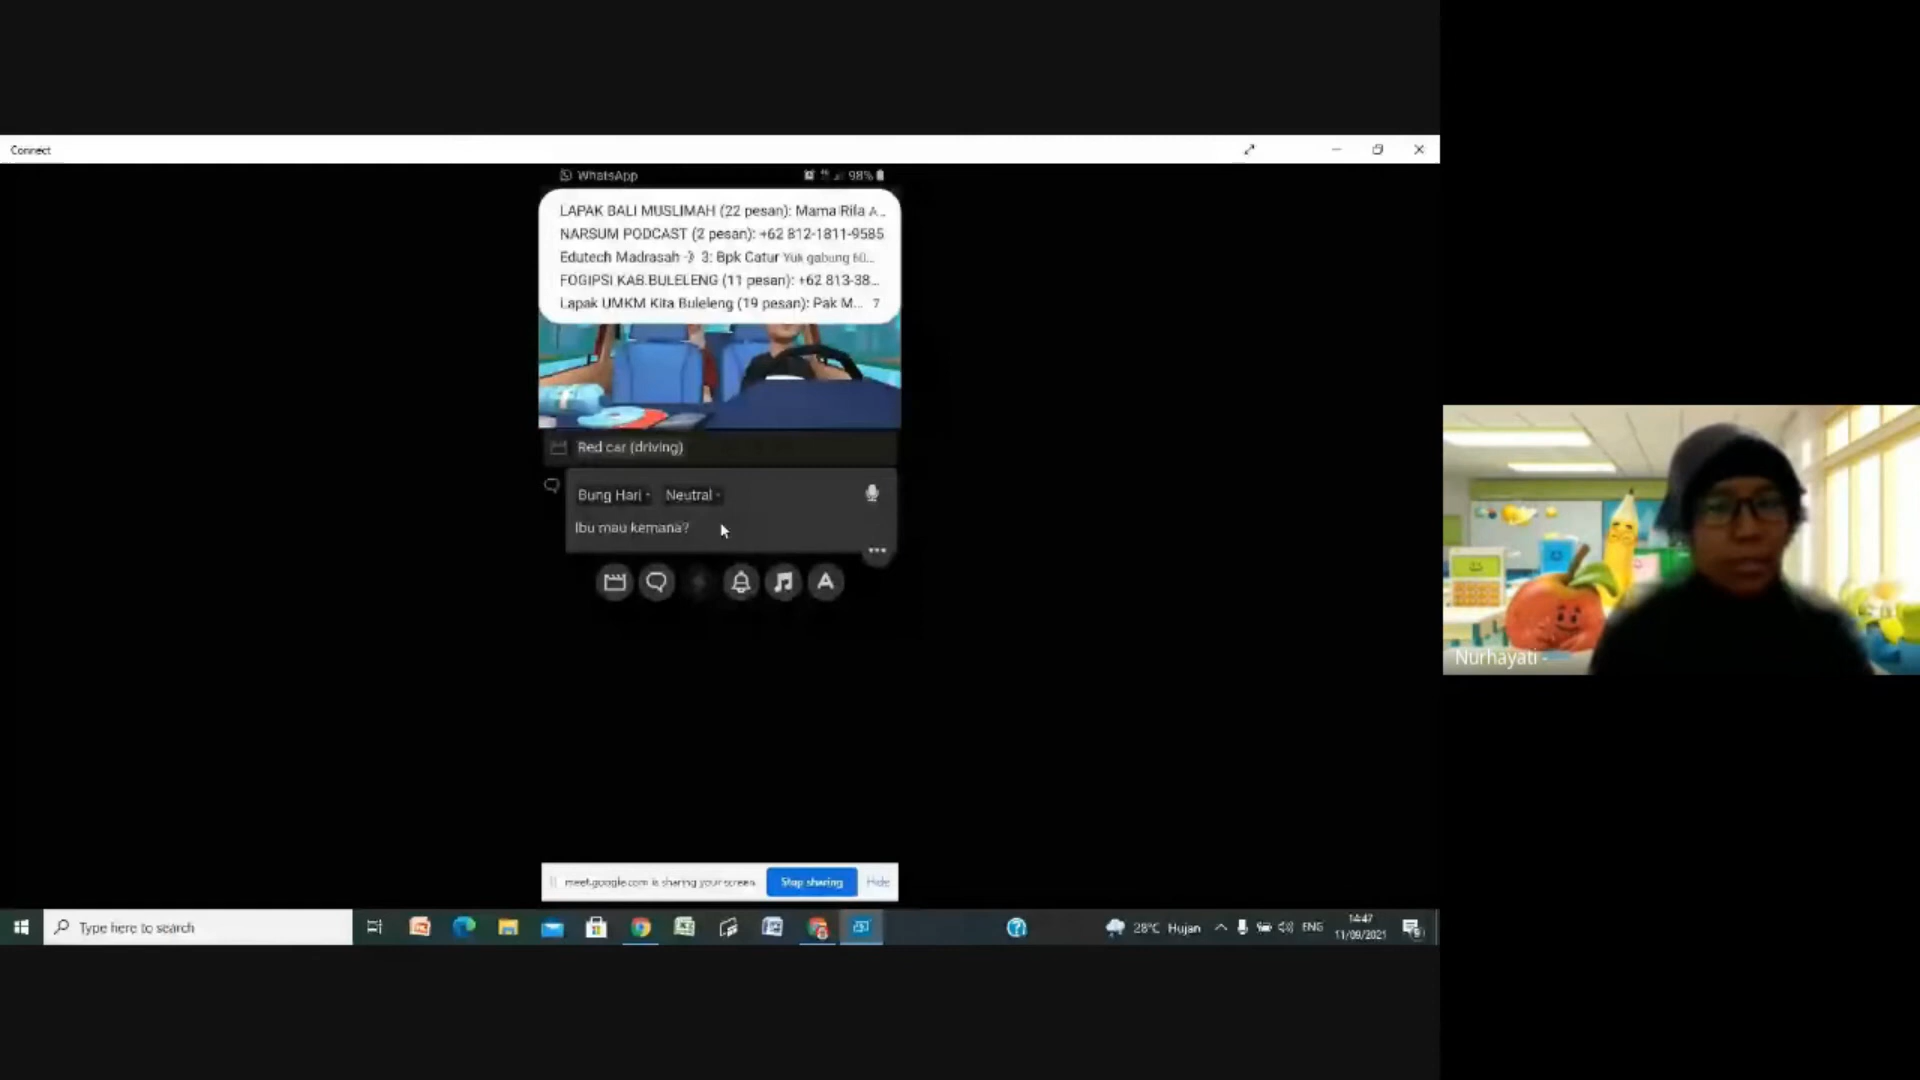 Connect
WhatsApp
98%
LAPAK BALI MUSLIMAH (22 pesan): Mama Rifa A...
NARSUM PODCAST (2 pesan): +62 812-1811-9585
Edutech Madrasah 3: Bpk Catur Yuk gabung
FOGIPSI KAB.BULELENG (11 pesan): +62 813-38...
Lapak UMKM Kita Buleleng (19 pesan): Pak M... 7
Red car (driving)
Bung Hari Neutral
Ibu mau kemana?
A
Nurhayati -
meet.google.com is sharing your screen. Stop sharing Hide
Type here to search
28°C Hujan ENG 14:47
11/09/2021